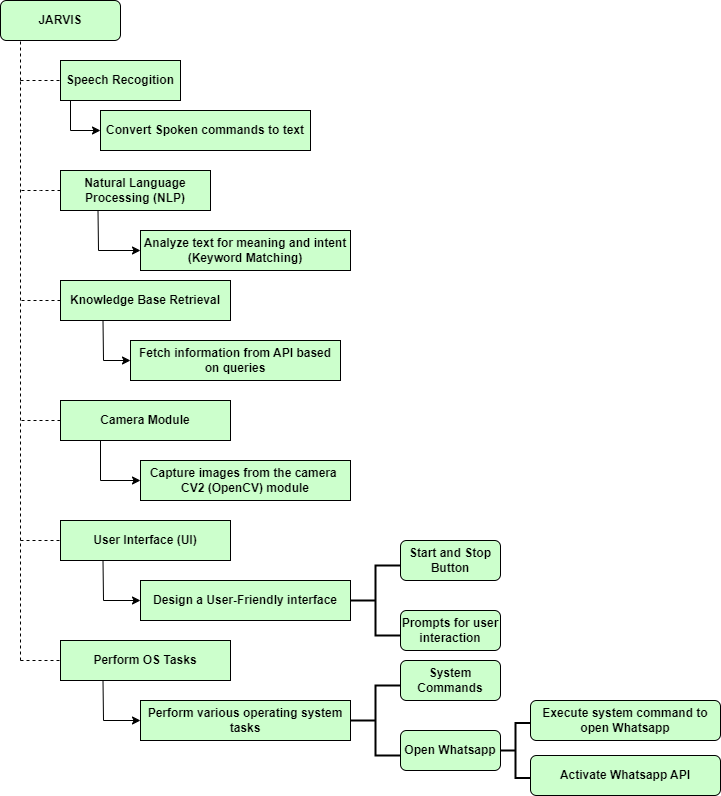 JARVIS
Speech Recogition
Convert Spoken commands to text
Natural Language
Processing (NLP)
Analyze text for meaning and intent
(Keyword Matching)
Knowledge Base Retrieval
Fetch information from API based
on queries
Camera Module
Capture images from the camera
CV2 (OpenCV) module
User Interface (UI)
Design a User-Friendly interface
Start and Stop
Button
Prompts for user
interaction
Perform OS Tasks
Perform various operating system
tasks
System
Commands
Open Whatsapp
Execute system command to
open Whatsapp
Activate Whatsapp API